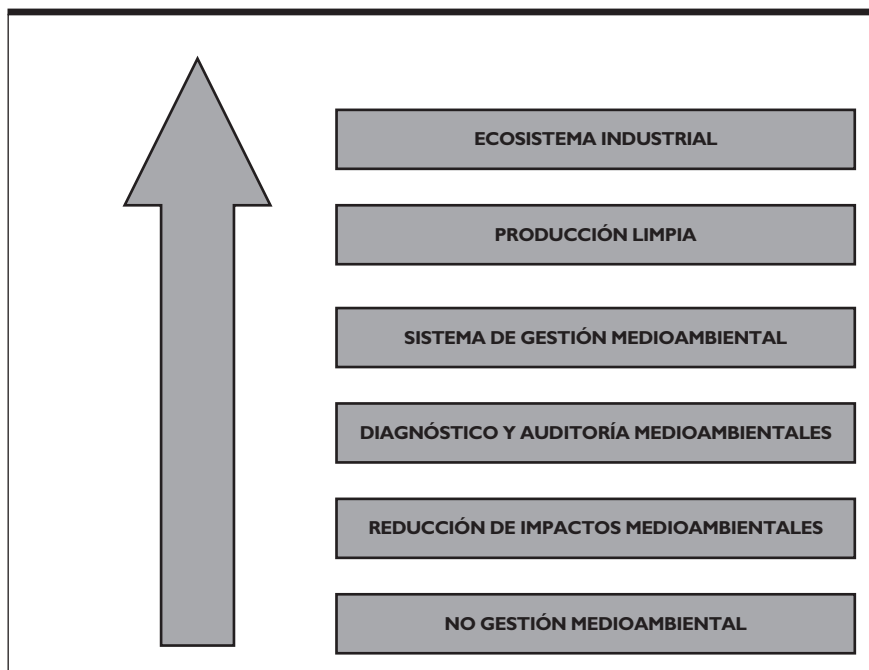 ECOSISTEMA INDUSTRIAL
PRODUCCIÓN LIMPIA
SISTEMA DE GESTIÓN MEDIOAMBIENTAL
DIAGNÓSTICO Y AUDITORÍA MEDIOAMBIENTALES
REDUCCIÓN DE IMPACTOS MEDIOAMBIENTALES
NO GESTIÓN MEDIOAMBIENTAL